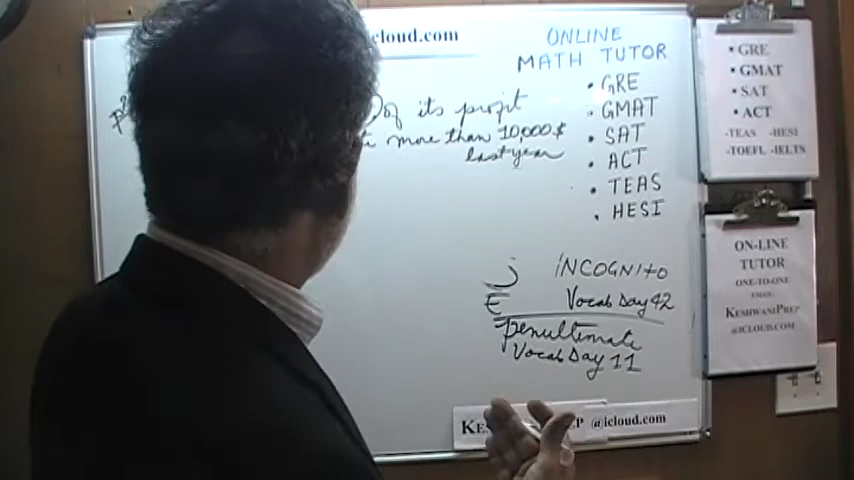 cloud.com
ONLINE
MATH TUTOR
• GRE
• GMAT
• SAT
• ACT
• TEAS
• HESI
of its profit
more than 10,000$
last year
INCOGNITO
Vocab Day 42
penultimate
Vocab Day 11
@icloud.com
• GRE
• GMAT
• SAT
• ACT
-TEAS -HESI
-TOEFL -IELTS
ON-LINE
TUTOR
ONE-TO-ONE
EMAIL:
KESHWANIPREP
@ICLOUD.COM